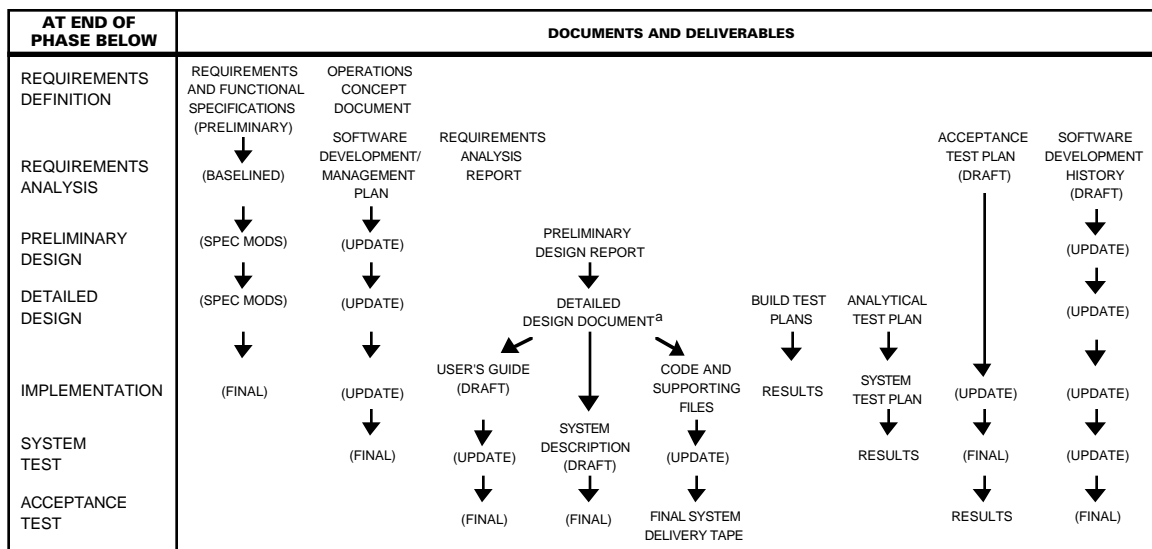 AT END OF
PHASE BELOW
DOCUMENTS AND DELIVERABLES
REQUIREMENTS
DEFINITION
REQUIREMENTS
AND FUNCTIONAL
SPECIFICATIONS
(PRELIMINARY)
OPERATIONS
CONCEPT
DOCUMENT
REQUIREMENTS
ANALYSIS
(BASELINED)
SOFTWARE
DEVELOPMENT/
MANAGEMENT
PLAN
REQUIREMENTS
ANALYSIS
REPORT
ACCEPTANCE
TEST PLAN
(DRAFT)
SOFTWARE
DEVELOPMENT
HISTORY
(DRAFT)
PRELIMINARY
DESIGN
(SPEC MODS)
(UPDATE)
PRELIMINARY
DESIGN REPORT
(UPDATE)
DETAILED
DESIGN
(SPEC MODS)
(UPDATE)
DETAILED
DESIGN DOCUMENTa
BUILD TEST
PLANS
ANALYTICAL
TEST PLAN
(UPDATE)
IMPLEMENTATION
(FINAL)
(UPDATE)
USER'S GUIDE
(DRAFT)
CODE AND
SUPPORTING
FILES
RESULTS
SYSTEM
TEST PLAN
(UPDATE)
(UPDATE)
SYSTEM
TEST
(FINAL)
(UPDATE)
SYSTEM
DESCRIPTION
(DRAFT)
(UPDATE)
RESULTS
(FINAL)
(UPDATE)
ACCEPTANCE
TEST
(FINAL)
(FINAL)
FINAL SYSTEM
DELIVERY TAPE
RESULTS
(FINAL)